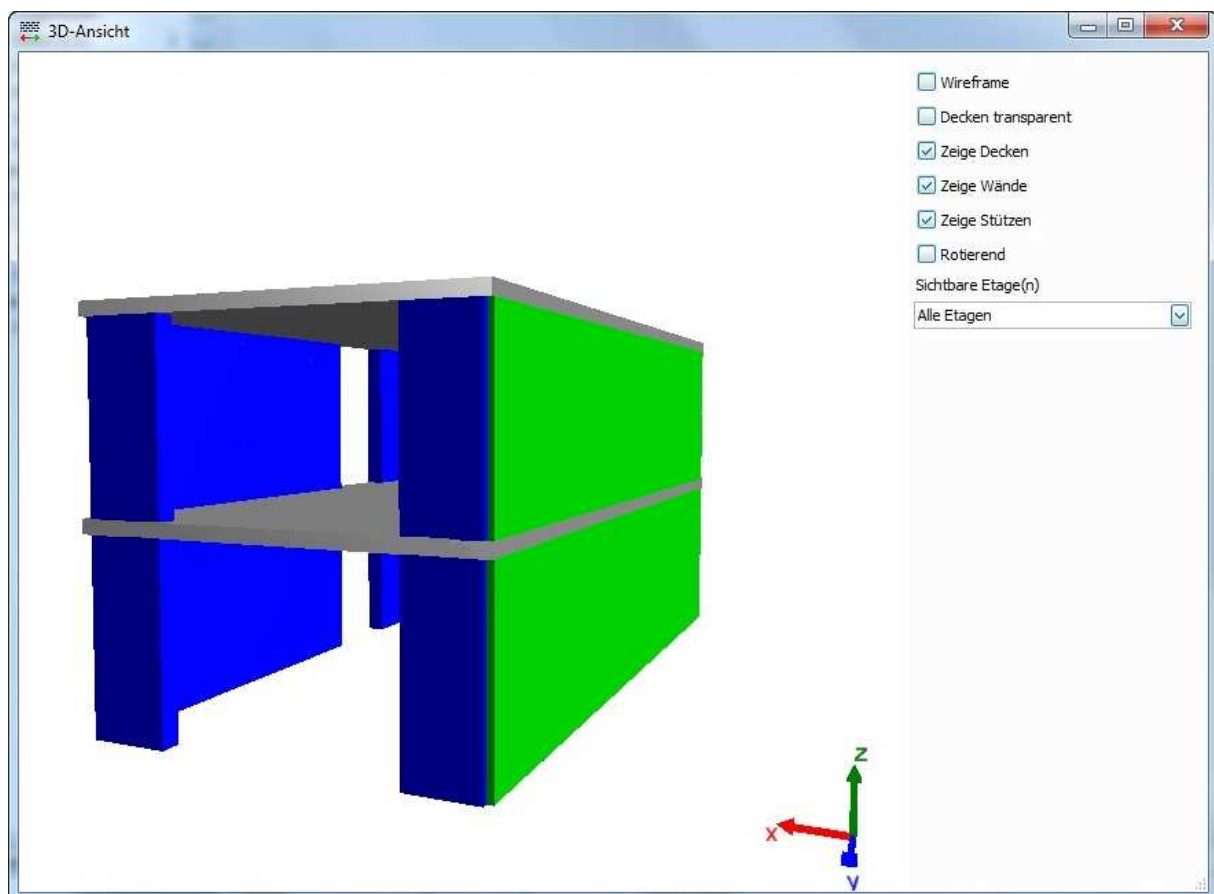 3D-Ansicht
Wireframe
Decken transparent
Zeige Decken
Zeige Wände
Zeige Stützen
Rotierend
Sichtbare Etage(n)
Alle Etagen
Z
X
Y